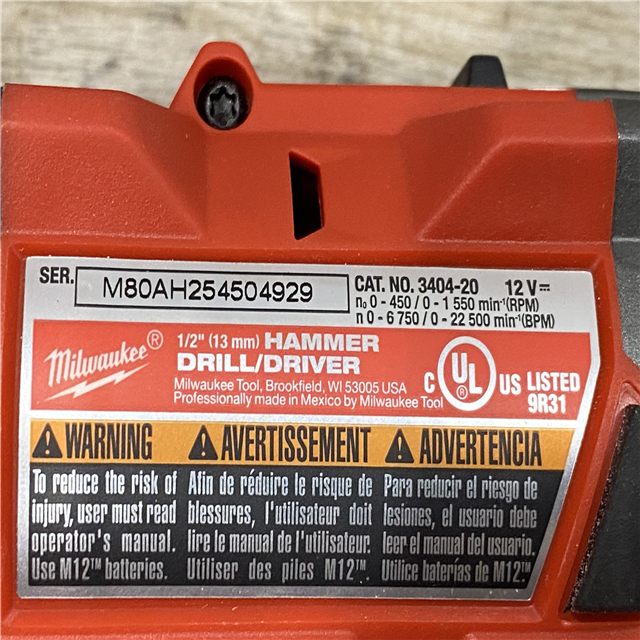 SER. M80AH254504929
CAT. NO. 3404-20 12 V⎓
n₀ 0 - 450 / 0 - 1 550 min⁻¹(RPM)
n 0 - 6 750 / 0 - 22 500 min⁻¹(BPM)
Milwaukee®
1/2" (13 mm) HAMMER
DRILL/DRIVER
Milwaukee Tool, Brookfield, WI 53005 USA
Professionally made in Mexico by Milwaukee Tool
C UL® US LISTED
9R31
WARNING
To reduce the risk of
injury, user must read
operator's manual.
Use M12™ batteries.
AVERTISSEMENT
Afin de réduire le risque de
blessures, l'utilisateur doit
lire le manual de l'utilisateur.
Utiliser des piles M12™.
ADVERTENCIA
Para reducir el riesgo de
lesiones, el usuario debe
leer el manual del usuario.
Utilice baterías de M12™.